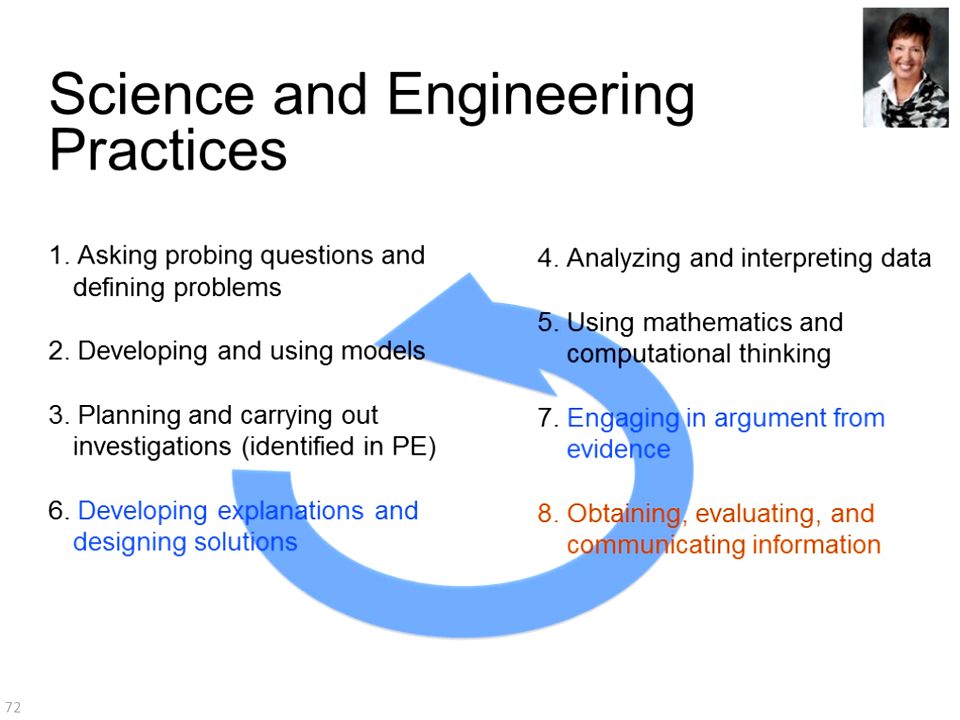 Science and Engineering
Practices
1. Asking probing questions and
defining problems
2. Developing and using models
3. Planning and carrying out
investigations (identified in PE)
6. Developing explanations and
designing solutions
4. Analyzing and interpreting data
5. Using mathematics and
computational thinking
7. Engaging in argument from
evidence
8. Obtaining, evaluating, and
communicating information
72